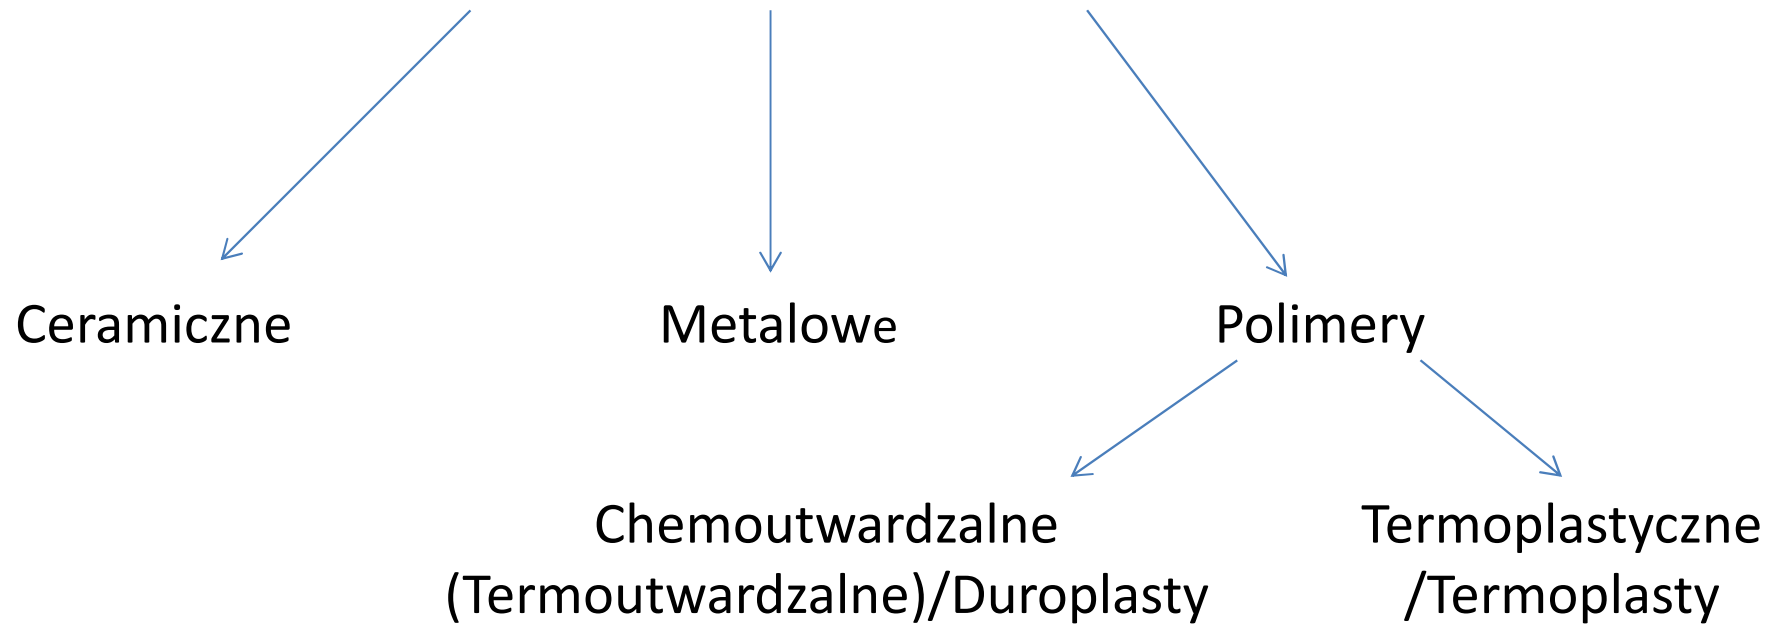 Ceramiczne
Metalowe
Polimery
Chemoutwardzalne
(Termoutwardzalne)/Duroplasty
Termoplastyczne
/Termoplasty